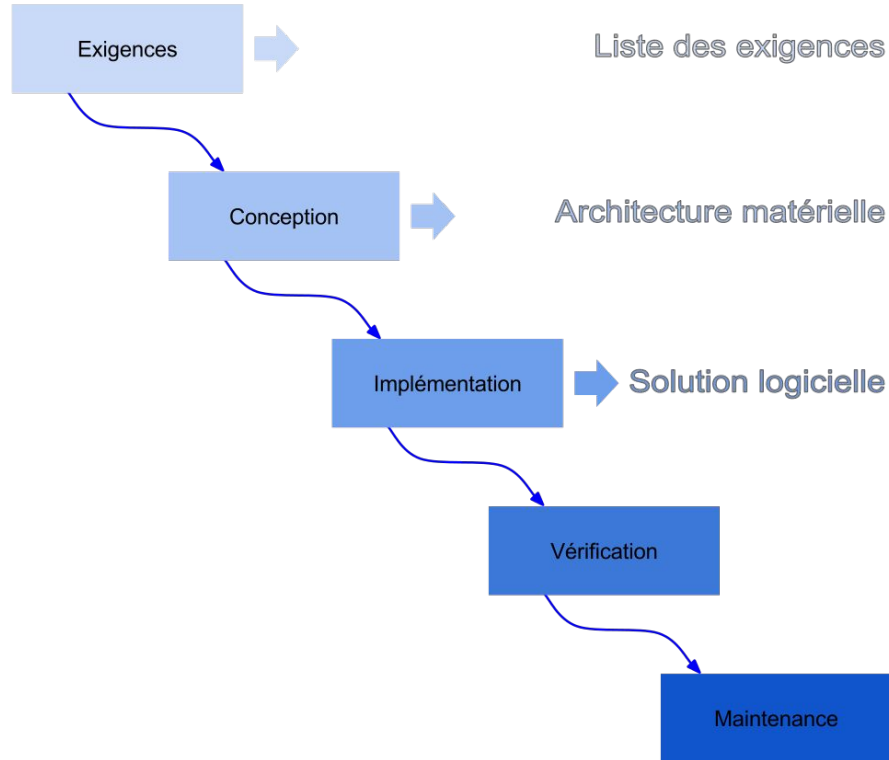 Exigences
Liste des exigences
Conception
Architecture matérielle
Implémentation
Solution logicielle
Vérification
Maintenance